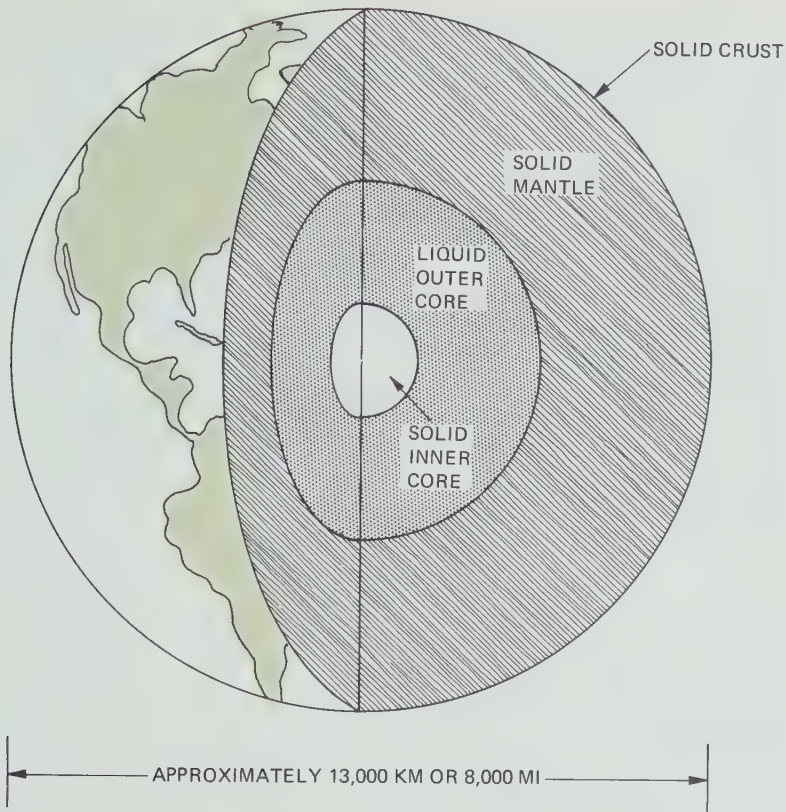 SOLID CRUST
SOLID
MANTLE
LIQUID
OUTER
CORE
SOLID
INNER
CORE
APPROXIMATELY 13,000 KM OR 8,000 MI